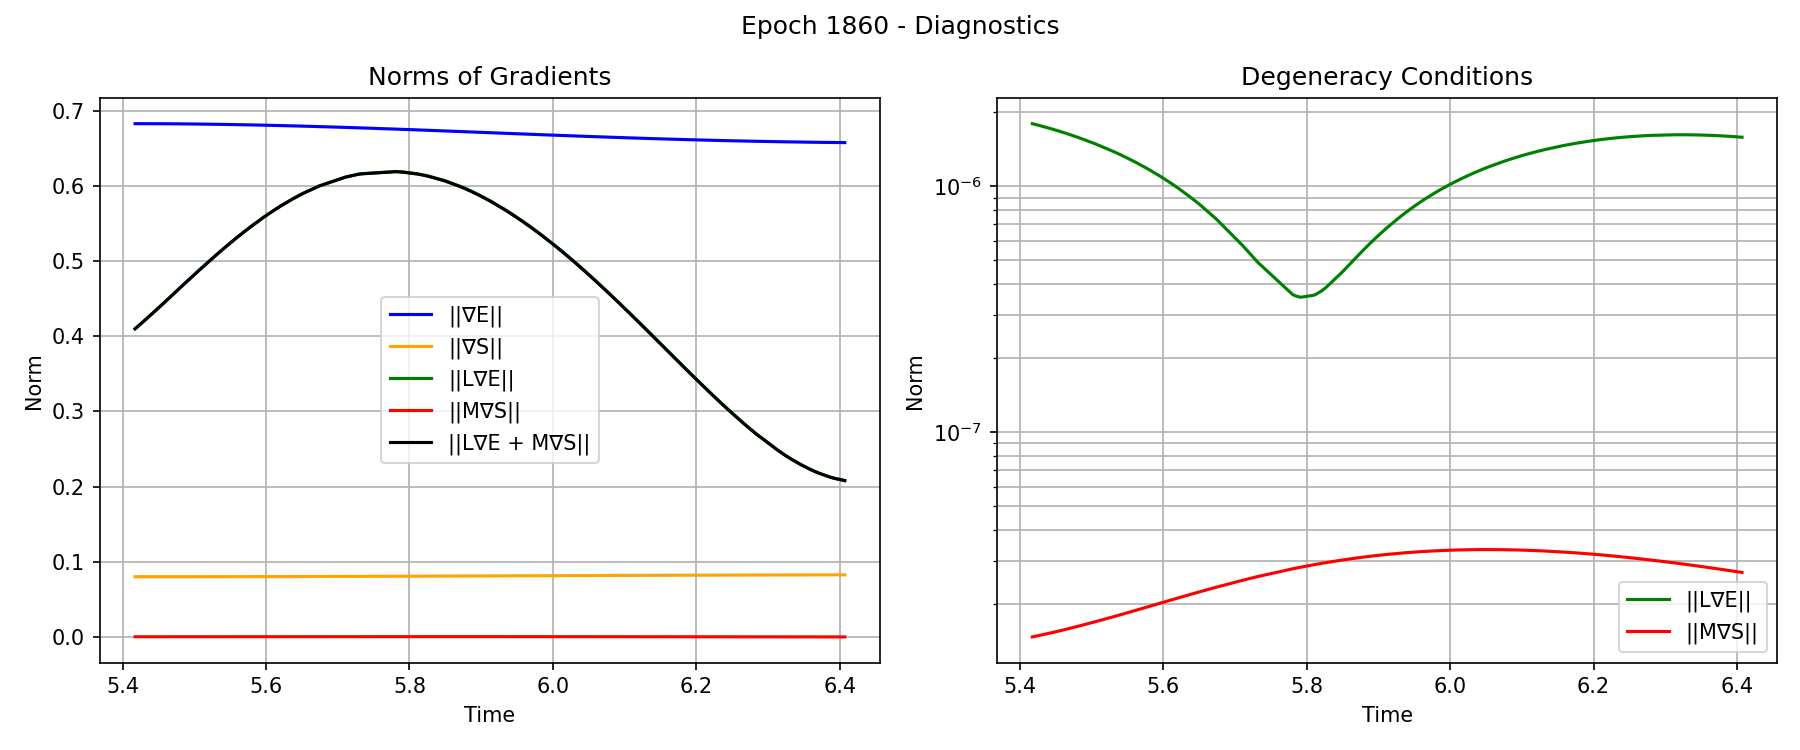 Epoch 1860 - Diagnostics
Norms of Gradients
Norm
0.7
0.6
0.5
0.4
0.3
0.2
0.1
0.0
||∇E||
||∇S||
||L∇E||
||M∇S||
||L∇E + M∇S||
5.4 5.6 5.8 6.0 6.2 6.4
Time
Degeneracy Conditions
Norm
10⁻⁶
10⁻⁷
||L∇E||
||M∇S||
5.4 5.6 5.8 6.0 6.2 6.4
Time